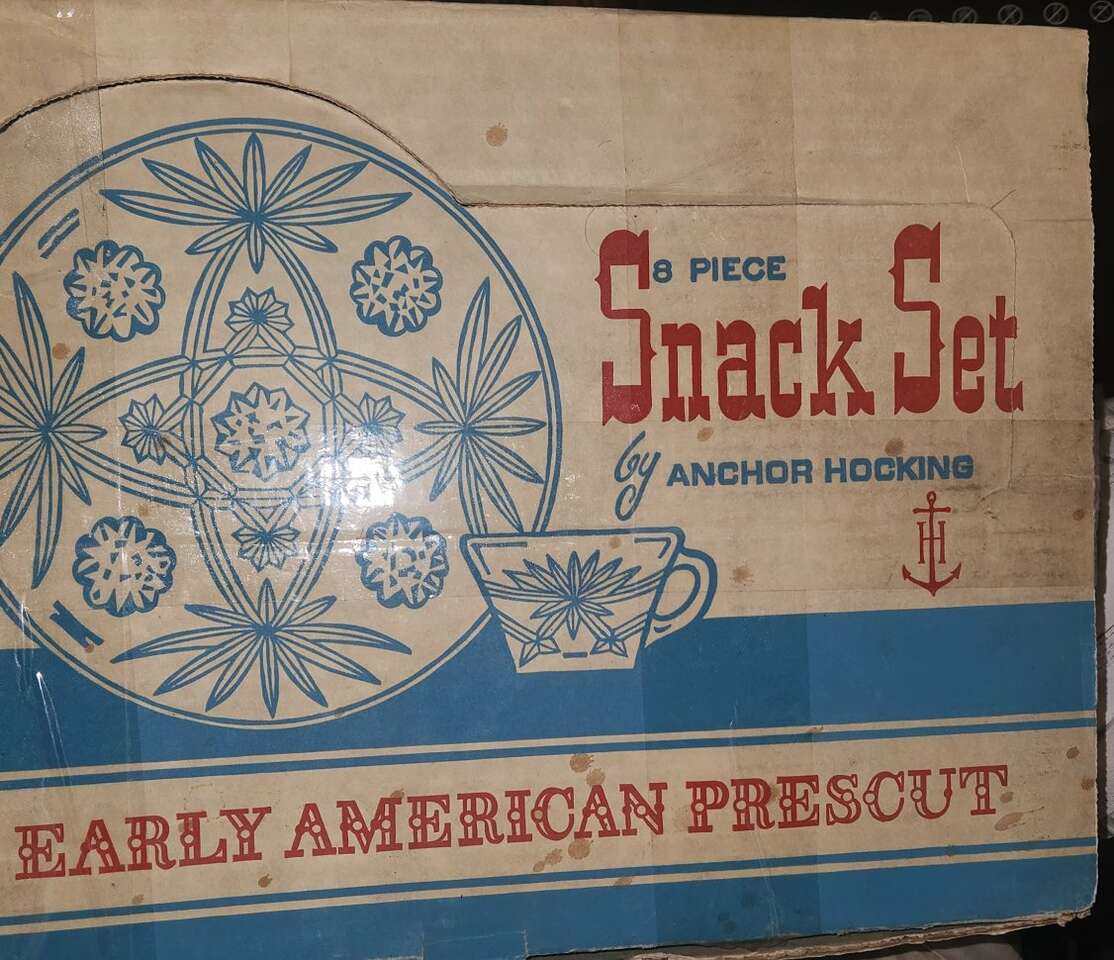 8 PIECE
Snack Set
by ANCHOR HOCKING
H
EARLY AMERICAN PRESCUT